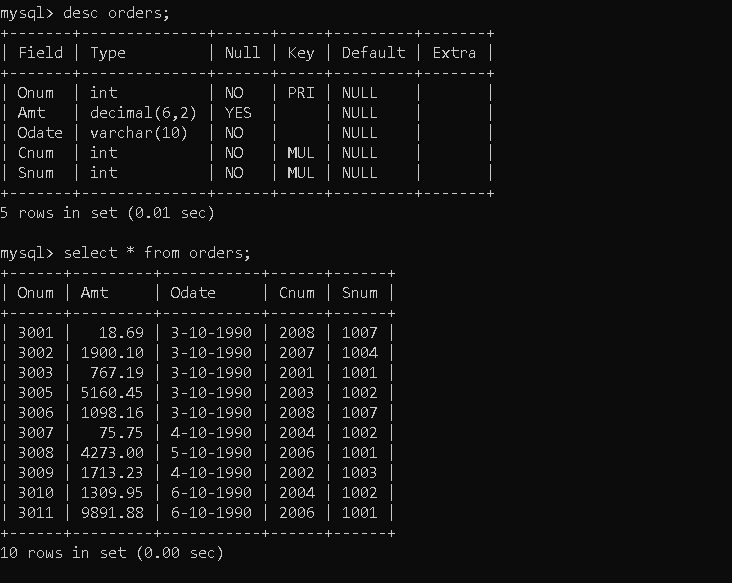 mysql> desc orders;
+--------+--------------+------+-----+---------+-------+
| Field | Type | Null | Key | Default | Extra |
+--------+--------------+------+-----+---------+-------+
| Onum | int | NO | PRI | NULL | |
| Amt | decimal(6,2) | YES | | NULL | |
| Odate | varchar(10) | NO | | NULL | |
| Cnum | int | NO | MUL | NULL | |
| Snum | int | NO | MUL | NULL | |
+--------+--------------+------+-----+---------+-------+
5 rows in set (0.01 sec)
mysql> select * from orders;
+------+---------+-----------+------+------+
| Onum | Amt | Odate | Cnum | Snum |
+------+---------+-----------+------+------+
| 3001 | 18.69 | 3-10-1990 | 2008 | 1007 |
| 3002 | 1900.10 | 3-10-1990 | 2007 | 1004 |
| 3003 | 767.19 | 3-10-1990 | 2001 | 1001 |
| 3005 | 5160.45 | 3-10-1990 | 2003 | 1002 |
| 3006 | 1098.16 | 3-10-1990 | 2008 | 1007 |
| 3007 | 75.75 | 4-10-1990 | 2004 | 1002 |
| 3008 | 4273.00 | 5-10-1990 | 2006 | 1001 |
| 3009 | 1713.23 | 4-10-1990 | 2002 | 1003 |
| 3010 | 1309.95 | 6-10-1990 | 2004 | 1002 |
| 3011 | 9891.88 | 6-10-1990 | 2006 | 1001 |
+------+---------+-----------+------+------+
10 rows in set (0.00 sec)